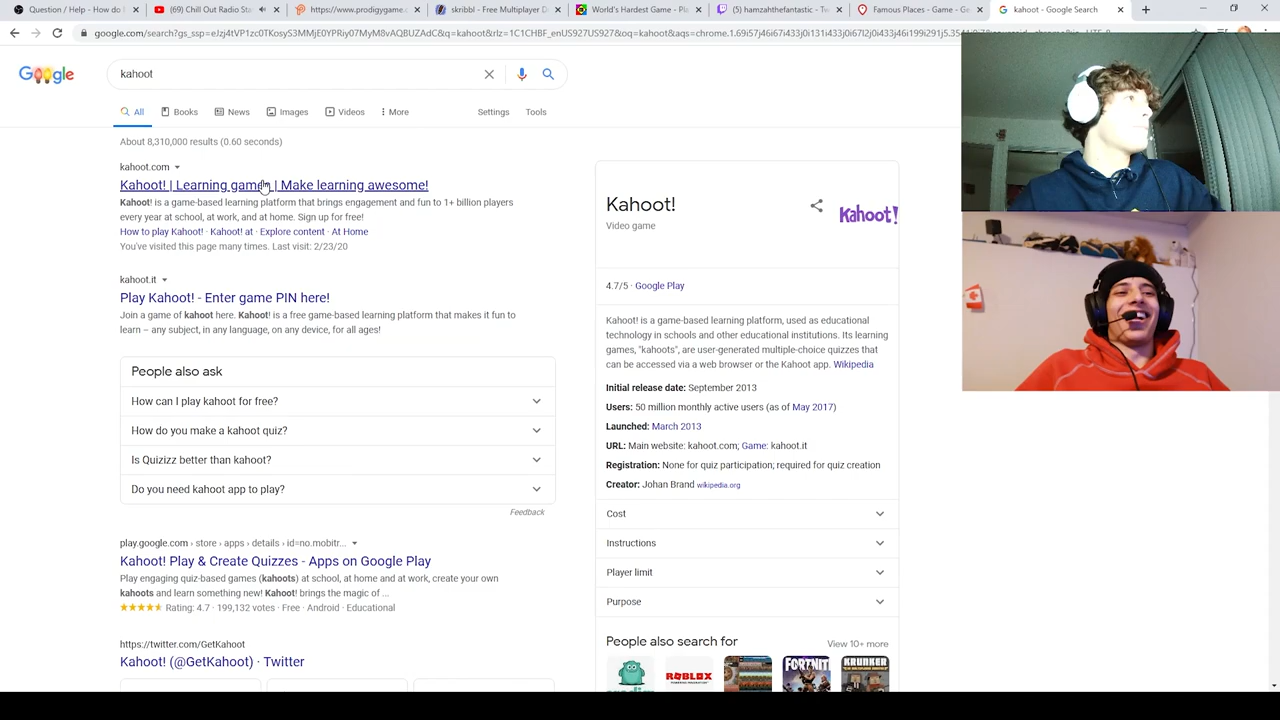 Question / Help - How do I
(69) Chill Out Radio Sta
https://www.prodigygame.c
skribbl - Free Multiplayer D
World's Hardest Game - Pla
(5) hamzahthefantastic - Tw
Famous Places - Game - Ge
kahoot - Google Search
Google
kahoot
All
Books
News
Images
Videos
More
Settings
Tools
About 8,310,000 results (0.60 seconds)
kahoot.com
Kahoot! | Learning games | Make learning awesome!
Kahoot! is a game-based learning platform that brings engagement and fun to 1+ billion players
every year at school, at work, and at home. Sign up for free!
How to play Kahoot! · Kahoot! at · Explore content · At Home
You've visited this page many times. Last visit: 2/23/20
kahoot.it
Play Kahoot! - Enter game PIN here!
Join a game of kahoot here. Kahoot! is a free game-based learning platform that makes it fun to
learn – any subject, in any language, on any device, for all ages!
People also ask
How can I play kahoot for free?
How do you make a kahoot quiz?
Is Quizizz better than kahoot?
Do you need kahoot app to play?
Feedback
play.google.com › store › apps › details › id=no.mobitr...
Kahoot! Play & Create Quizzes - Apps on Google Play
Play engaging quiz-based games (kahoots) at school, at home and at work, create your own
kahoots and learn something new! Kahoot! brings the magic of ...
Rating: 4.7 · 199,132 votes · Free · Android · Educational
https://twitter.com/GetKahoot
Kahoot! (@GetKahoot) · Twitter
Kahoot!
Video game
Kahoot!
4.7/5 · Google Play
Kahoot! is a game-based learning platform, used as educational
technology in schools and other educational institutions. Its learning
games, "kahoots", are user-generated multiple-choice quizzes that
can be accessed via a web browser or the Kahoot app. Wikipedia
Initial release date: September 2013
Users: 50 million monthly active users (as of May 2017)
Launched: March 2013
URL: Main website: kahoot.com; Game: kahoot.it
Registration: None for quiz participation; required for quiz creation
Creator: Johan Brand wikipedia.org
Cost
Instructions
Player limit
Purpose
People also search for
View 10+ more
ROBLOX
FORTNIT
KRUNKER